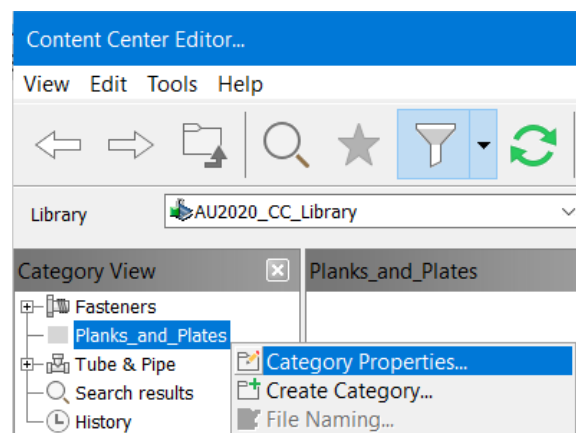 Content Center Editor...
View Edit Tools Help
Library AU2020_CC_Library
Category View Planks_and_Plates
Fasteners
Planks_and_Plates
Tube & Pipe Category Properties...
Search results Create Category...
History File Naming...